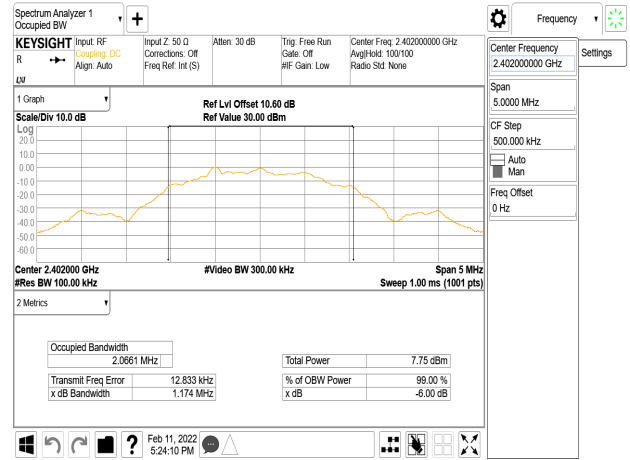 Spectrum Analyzer 1
Occupied BW
KEYSIGHT
R
Input: RF
Coupling: DC
Align: Auto
Input Z: 50 Ω
Corrections: Off
Freq Ref: Int (S)
Atten: 30 dB
Trig: Free Run
Gate: Off
#IF Gain: Low
Center Freq: 2.402000000 GHz
Avg|Hold: 100/100
Radio Std: None
1 Graph
Ref Lvl Offset 10.60 dB
Scale/Div 10.0 dB
Ref Value 30.00 dBm
Log
20.0
10.0
0.00
-10.0
-20.0
-30.0
-40.0
-50.0
-60.0
Center 2.402000 GHz
#Video BW 300.00 kHz
Span 5 MHz
#Res BW 100.00 kHz
Sweep 1.00 ms (1001 pts)
2 Metrics
Occupied Bandwidth
2.0661 MHz
Total Power 7.75 dBm
Transmit Freq Error 12.833 kHz
% of OBW Power 99.00 %
x dB Bandwidth 1.174 MHz
x dB -6.00 dB
?
Feb 11, 2022
5:24:10 PM
Frequency
Center Frequency
2.402000000 GHz
Settings
Span
5.0000 MHz
CF Step
500.000 kHz
Auto
Man
Freq Offset
0 Hz